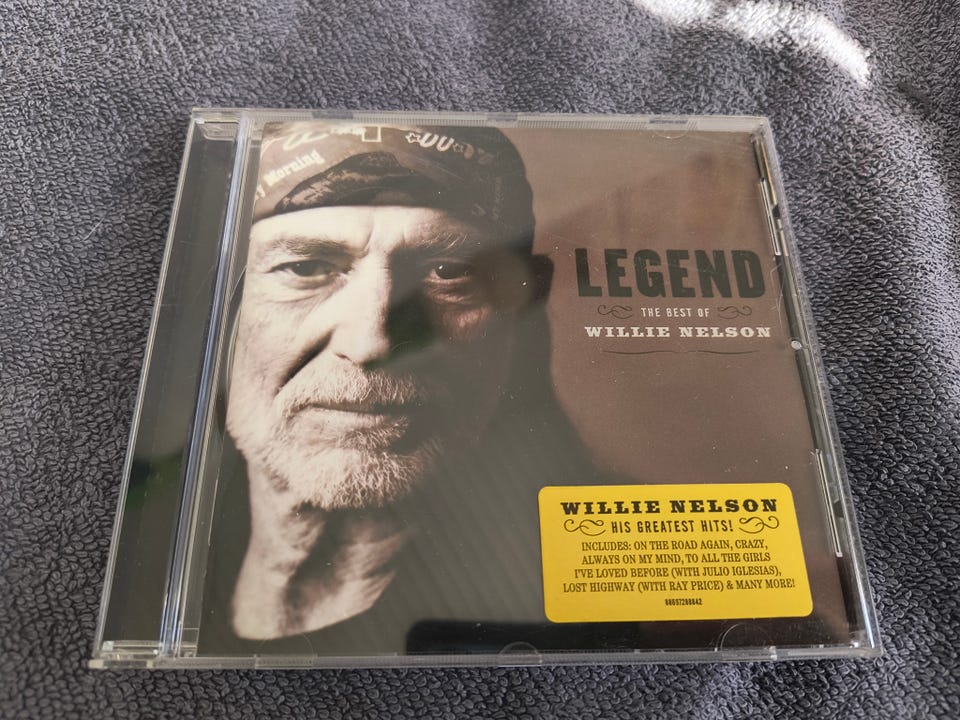 Morning
LEGEND
THE BEST OF
WILLIE NELSON
WILLIE NELSON
HIS GREATEST HITS!
INCLUDES: ON THE ROAD AGAIN, CRAZY,
ALWAYS ON MY MIND, TO ALL THE GIRLS
I'VE LOVED BEFORE (WITH JULIO IGLESIAS),
LOST HIGHWAY (WITH RAY PRICE) & MANY MORE!
88697288842